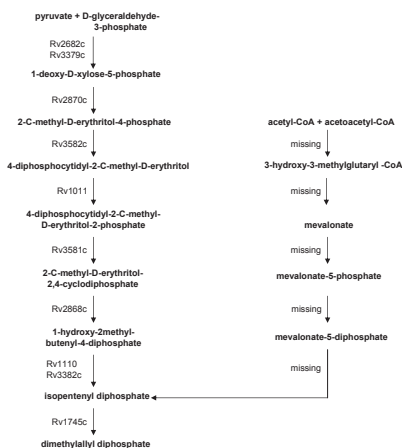 pyruvate + D-glyceraldehyde-
3-phosphate
Rv2682c
Rv3379c
1-deoxy-D-xylose-5-phosphate
Rv2870c
2-C-methyl-D-erythritol-4-phosphate
Rv3582c
4-diphosphocytidyl-2-C-methyl-D-erythritol
Rv1011
4-diphosphocytidyl-2-C-methyl-
D-erythritol-2-phosphate
Rv3581c
2-C-methyl-D-erythritol-
2,4-cyclodiphosphate
Rv2868c
1-hydroxy-2methyl-
butenyl-4-diphosphate
Rv1110
Rv3382c
isopentenyl diphosphate
Rv1745c
dimethylallyl diphosphate
acetyl-CoA + acetoacetyl-CoA
missing
3-hydroxy-3-methylglutaryl -CoA
missing
mevalonate
missing
mevalonate-5-phosphate
missing
mevalonate-5-diphosphate
missing